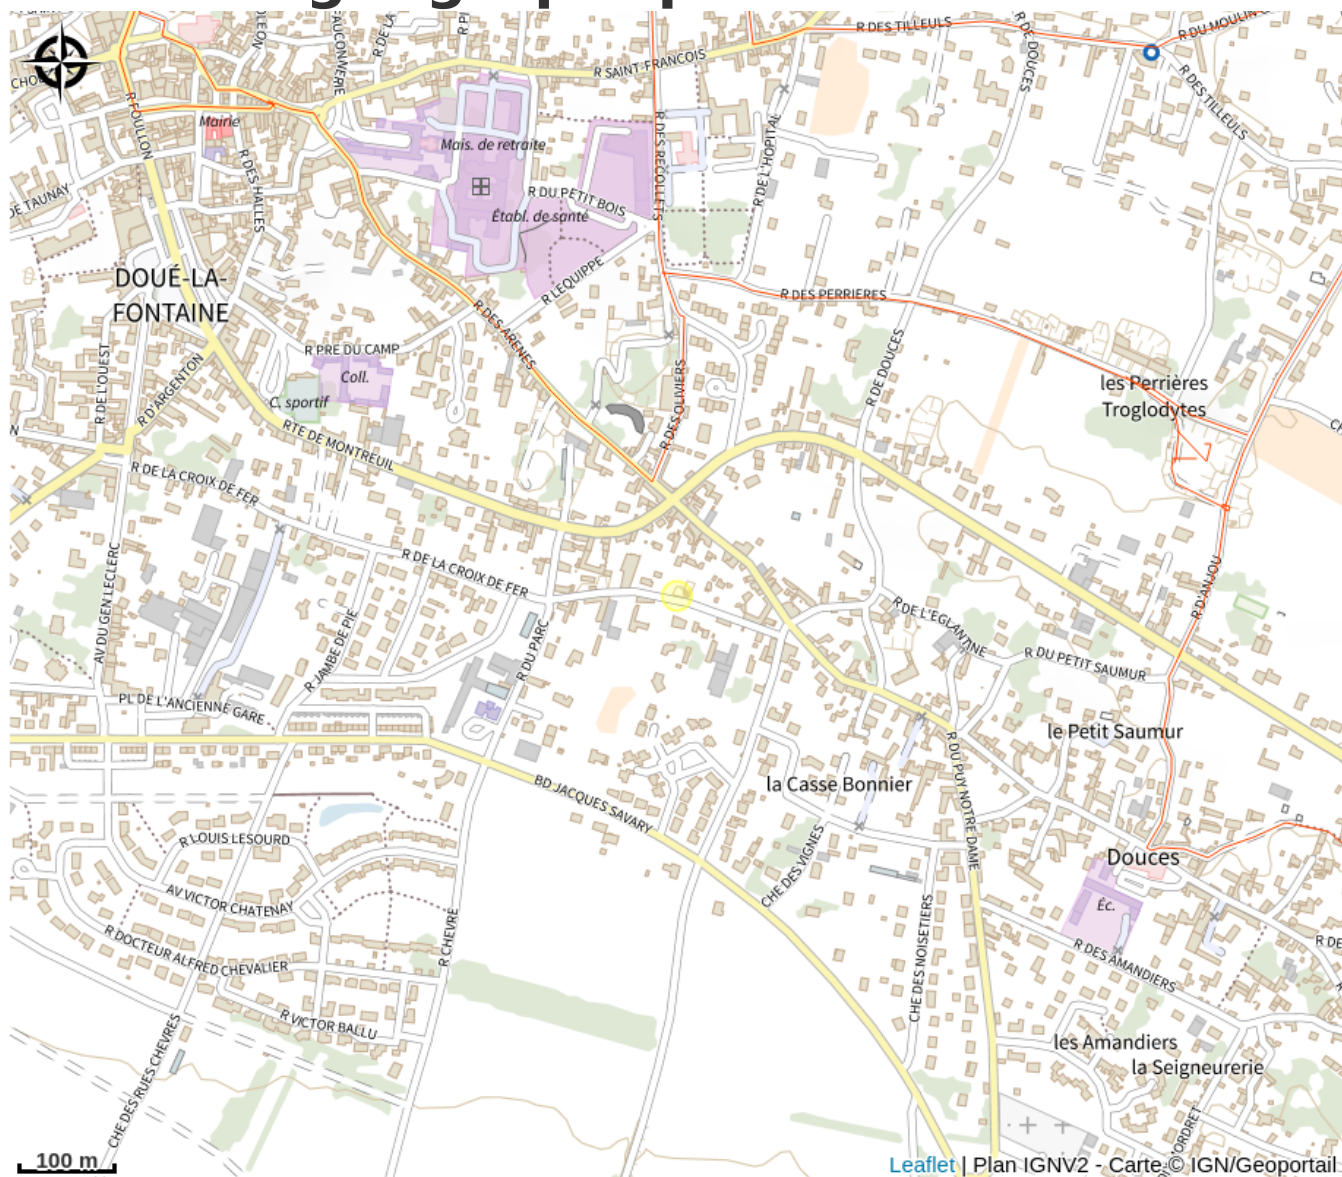 R DES TILLEULS
R DU MOULIN
R DE DOUCES
R SAINT-FRANCOIS
R DES TILLEULS
R FOULLON
Mairie
Mais. de retraite
R DES RÉCOLLETS
R DE L'HOPITAL
R DES HALLES
DE TAUNAY
R DU PETIT BOIS
Établ. de santé
R LEQUIPPE
DOUÉ-LA-
FONTAINE
R DES PERRIERES
R DES ARENES
R PRE DU CAMP
Coll.
C. sportif
R DE L'OUEST
R D'ARGENTON
R DES OLIVIERS
R DE DOUCES
les Perrières
Troglodytes
RTE DE MONTREUIL
R DE LA CROIX DE FER
R DE LA CROIX DE FER
AV DU GEN LECLERC
R JAMBE DE PIE
R DU PARC
R D'ANJOU
R DE L'EGLANTINE
R DU PETIT SAUMUR
PL DE L'ANCIENNE GARE
le Petit Saumur
la Casse Bonnier
R DU PUY NOTRE DAME
BD JACQUES SAVARY
R LOUIS LESOURD
CHE DES VIGNES
Douces
AV VICTOR CHATENAY
Éc.
R DOCTEUR ALFRED CHEVALIER
R CHEVRE
CHE DES NOISETIERS
R DES AMANDIERS
R VICTOR BALLU
les Amandiers
la Seigneurerie
CHE DES RUES CHEVRES
100 m
Leaflet | Plan IGNV2 - Carte © IGN/Geoportail